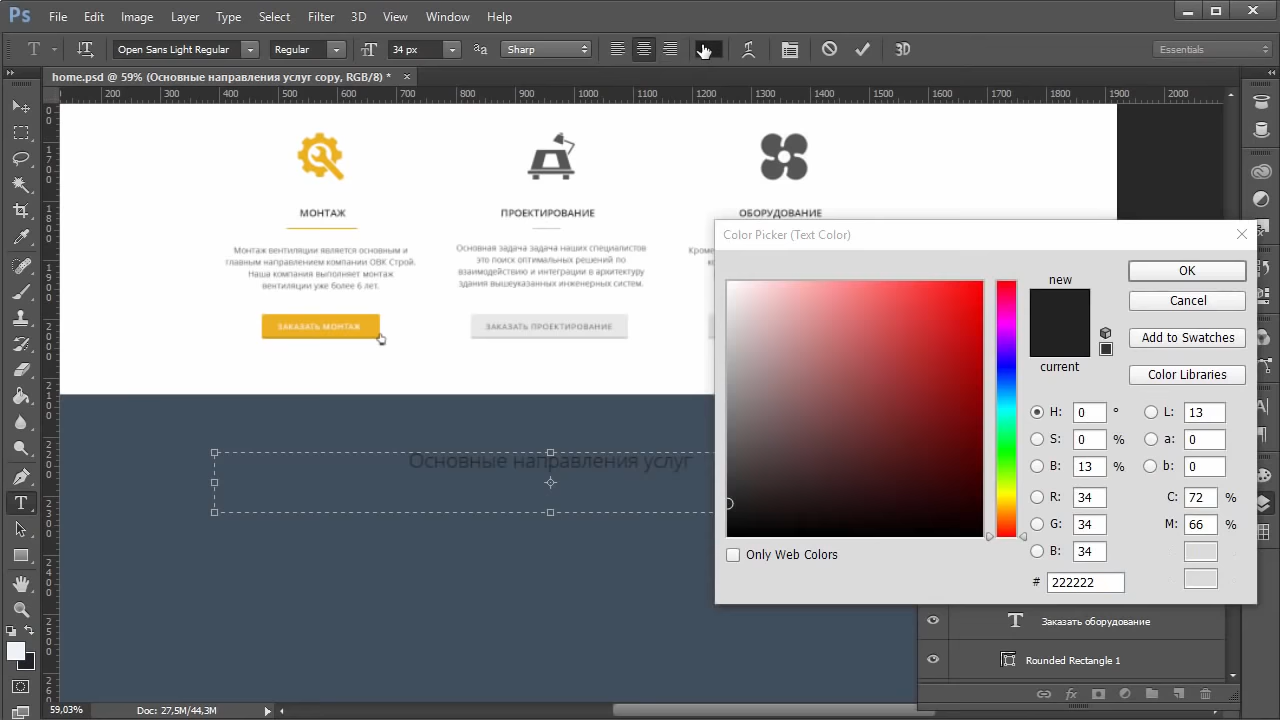 Ps File Edit Image Layer Type Select Filter 3D View Window Help
T Open Sans Light Regular Regular 34 px Sharp 3D Essentials
home.psd @ 59% (Основные направления услуг copy, RGB/8) * ×
200 300 400 500 600 700 800 900 1000 1100 1200 1300 1400 1500 1600 1700 1800 1900 2000
МОНТАЖ
Монтаж вентиляции является основным и
главным направлением компании ОВК Строй.
Наша компания выполняет монтаж
вентиляции уже более 6 лет.
ЗАКАЗАТЬ МОНТАЖ
ПРОЕКТИРОВАНИЕ
Основная задача задача наших специалистов
это поиск оптимальных решений по
взаимодействию и интеграции в архитектуру
здания вышеуказанных инженерных систем.
ЗАКАЗАТЬ ПРОЕКТИРОВАНИЕ
ОБОРУДОВАНИЕ
Кроме
Основные направления услуг
Color Picker (Text Color)
new
current
OK
Cancel
Add to Swatches
Color Libraries
H: 0 °
S: 0 %
B: 13 %
R: 34
G: 34
B: 34
L: 13
a: 0
b: 0
C: 72 %
M: 66 %
# 222222
Only Web Colors
Заказать оборудование
Rounded Rectangle 1
59,03% Doc: 27,5M/44,3M